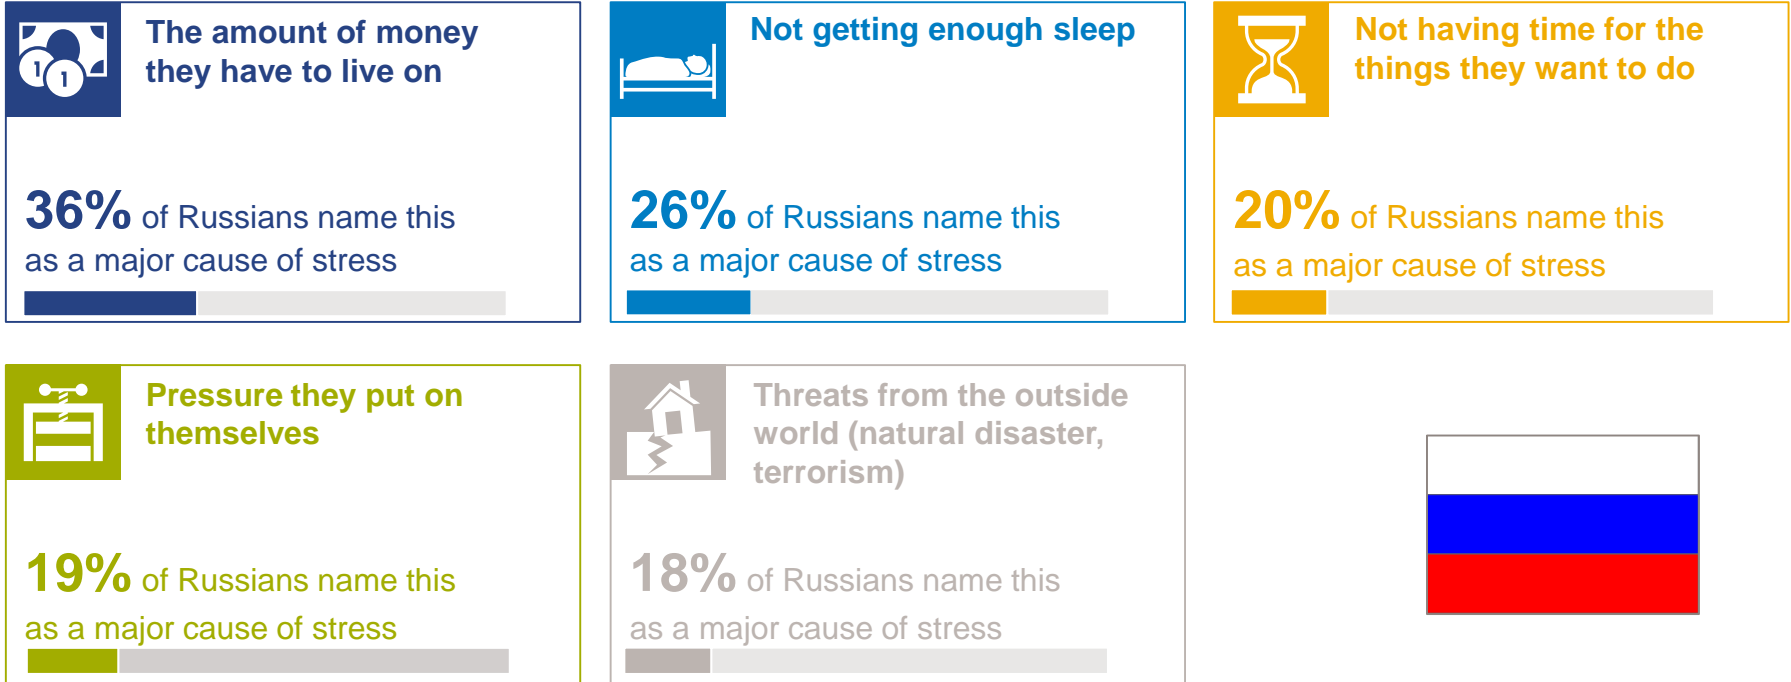 The amount of money
they have to live on
1 1
36% of Russians name this
as a major cause of stress
Not getting enough sleep
26% of Russians name this
as a major cause of stress
Not having time for the
things they want to do
20% of Russians name this
as a major cause of stress
Pressure they put on
themselves
19% of Russians name this
as a major cause of stress
Threats from the outside
world (natural disaster,
terrorism)
18% of Russians name this
as a major cause of stress